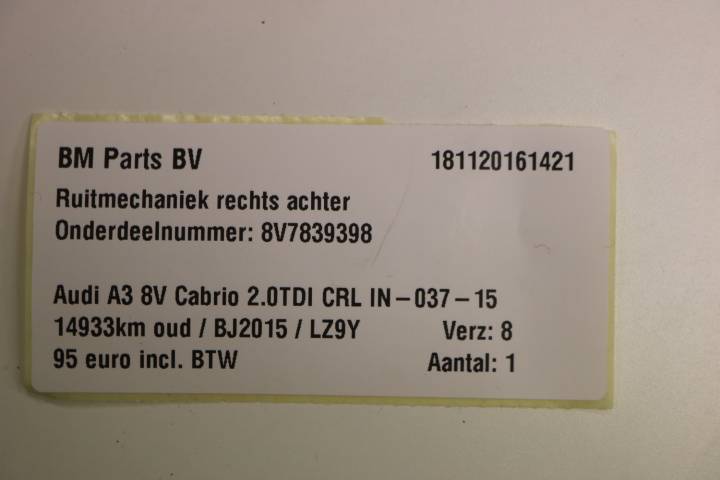 BM Parts BV 181120161421
Ruitmechaniek rechts achter
Onderdeelnummer: 8V7839398
Audi A3 8V Cabrio 2.0TDI CRL IN-037-15
14933km oud / BJ2015 / LZ9Y Verz: 8
95 euro incl. BTW Aantal: 1